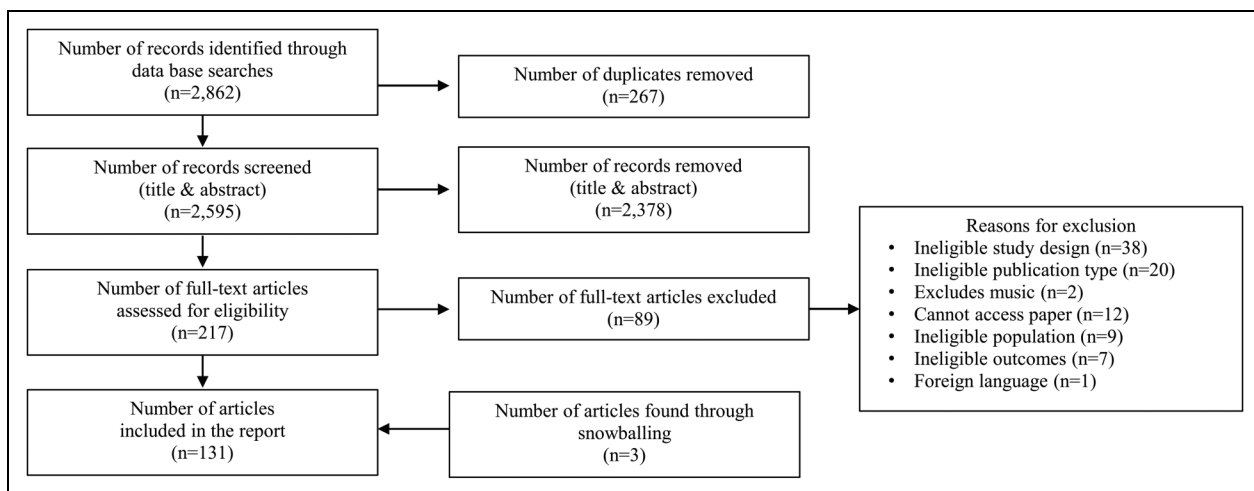 Number of records identified through
data base searches
(n=2,862)
Number of duplicates removed
(n=267)
Number of records screened
(title & abstract)
(n=2,595)
Number of records removed
(title & abstract)
(n=2,378)
Number of full-text articles
assessed for eligibility
(n=217)
Number of full-text articles excluded
(n=89)
Reasons for exclusion
• Ineligible study design (n=38)
• Ineligible publication type (n=20)
• Excludes music (n=2)
• Cannot access paper (n=12)
• Ineligible population (n=9)
• Ineligible outcomes (n=7)
• Foreign language (n=1)
Number of articles
included in the report
(n=131)
Number of articles found through
snowballing
(n=3)